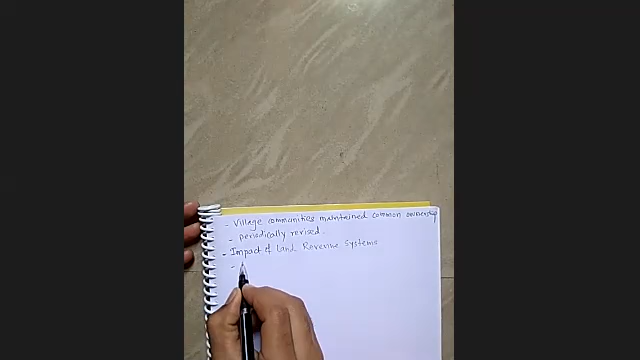 - Village communities maintained common ownership
- periodically revised.
- Impact of Land Revenue Systems
-